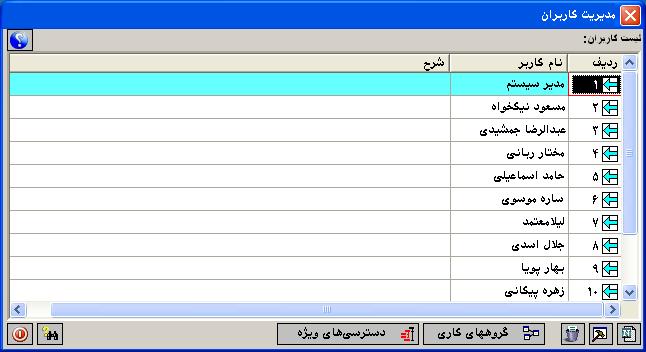 مدیریت کاربران
لیست کاربران:
ردیف نام کاربر شرح
۱ مدیر سیستم
۲ مسعود نیکخواه
۳ عبدالرضا جمشیدی
۴ مختار ربانی
۵ حامد اسماعیلی
۶ ساره موسوی
۷ لیلامعتمد
۸ جلال اسدی
۹ بهار پویا
۱۰ زهره پیکانی
گروههای کاری دسترسی‌های ویژه